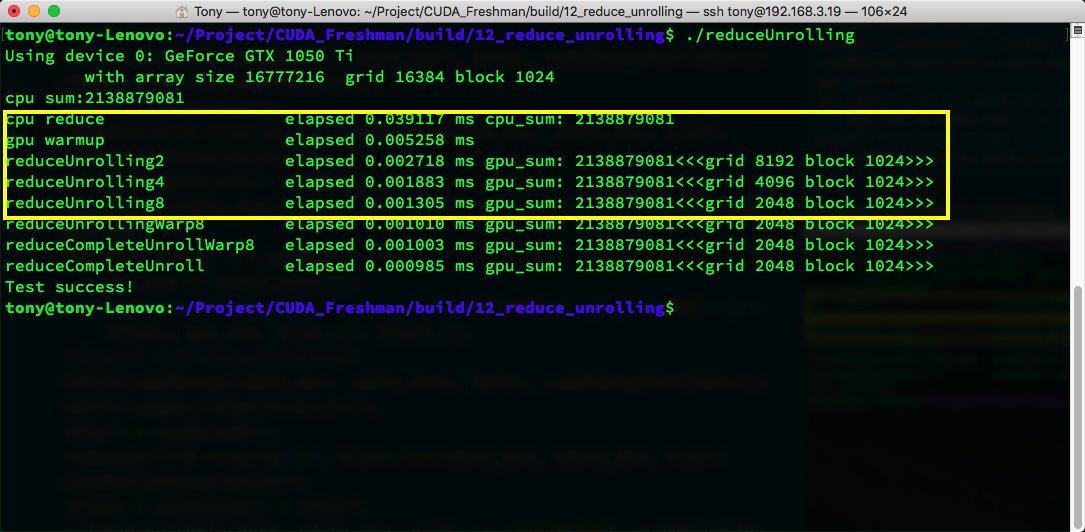 Tony — tony@tony-Lenovo: ~/Project/CUDA_Freshman/build/12_reduce_unrolling — ssh tony@192.168.3.19 — 106×24
tony@tony-Lenovo:~/Project/CUDA_Freshman/build/12_reduce_unrolling$ ./reduceUnrolling
Using device 0: GeForce GTX 1050 Ti
        with array size 16777216  grid 16384 block 1024
cpu sum:2138879081
cpu reduce                  elapsed 0.039117 ms cpu_sum: 2138879081
gpu warmup                  elapsed 0.005258 ms
reduceUnrolling2            elapsed 0.002718 ms gpu_sum: 2138879081<<<grid 8192 block 1024>>>
reduceUnrolling4            elapsed 0.001883 ms gpu_sum: 2138879081<<<grid 4096 block 1024>>>
reduceUnrolling8            elapsed 0.001305 ms gpu_sum: 2138879081<<<grid 2048 block 1024>>>
reduceUnrollingWarp8        elapsed 0.001010 ms gpu_sum: 2138879081<<<grid 2048 block 1024>>>
reduceCompleteUnrollWarp8   elapsed 0.001003 ms gpu_sum: 2138879081<<<grid 2048 block 1024>>>
reduceCompleteUnroll        elapsed 0.000985 ms gpu_sum: 2138879081<<<grid 2048 block 1024>>>
Test success!
tony@tony-Lenovo:~/Project/CUDA_Freshman/build/12_reduce_unrolling$